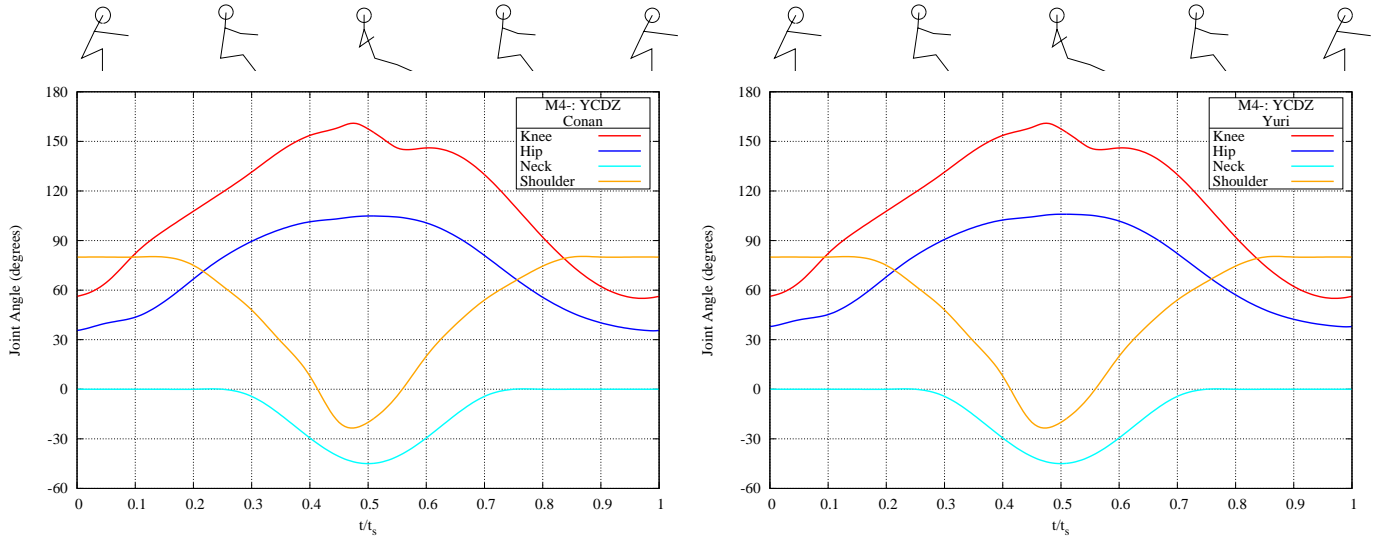 M4-: YCDZ
Conan
Knee
Hip
Neck
Shoulder
180
150
120
90
60
30
0
-30
-60
Joint Angle (degrees)
0 0.1 0.2 0.3 0.4 0.5 0.6 0.7 0.8 0.9 1
t/ts
M4-: YCDZ
Yuri
Knee
Hip
Neck
Shoulder
180
150
120
90
60
30
0
-30
-60
Joint Angle (degrees)
0 0.1 0.2 0.3 0.4 0.5 0.6 0.7 0.8 0.9 1
t/ts